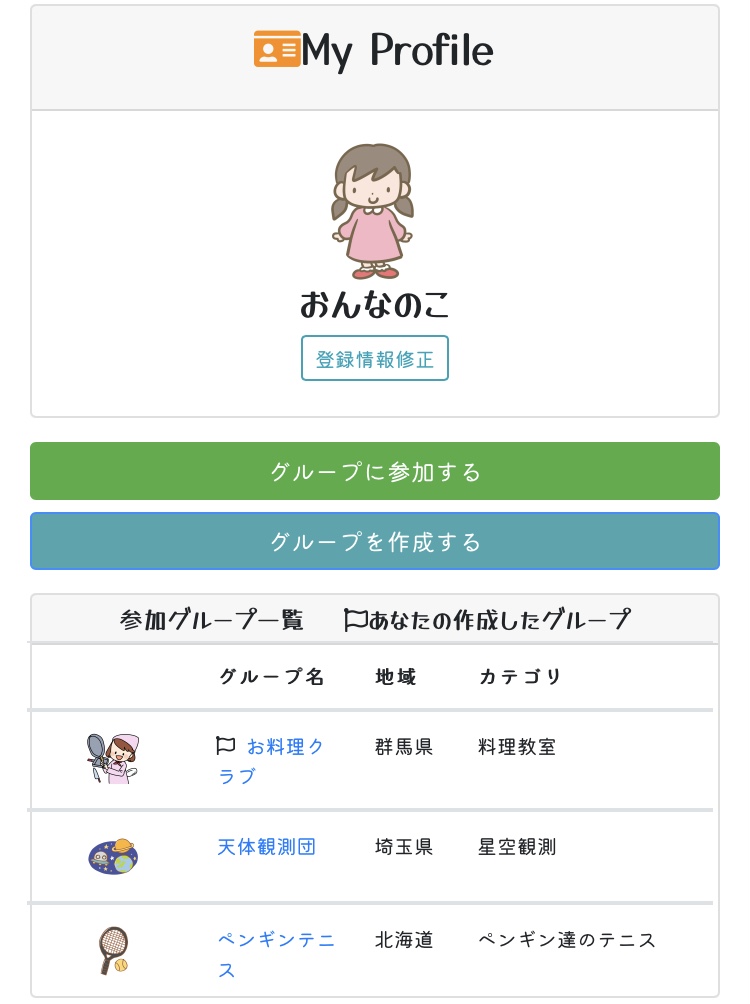 My Profile
おんなのこ
登録情報修正
グループに参加する
グループを作成する
参加グループ一覧 あなたの作成したグループ
グループ名 地域 カテゴリ
お料理ク 群馬県 料理教室
ラブ
天体観測団 埼玉県 星空観測
ペンギンテニ 北海道 ペンギン達のテニス
ス